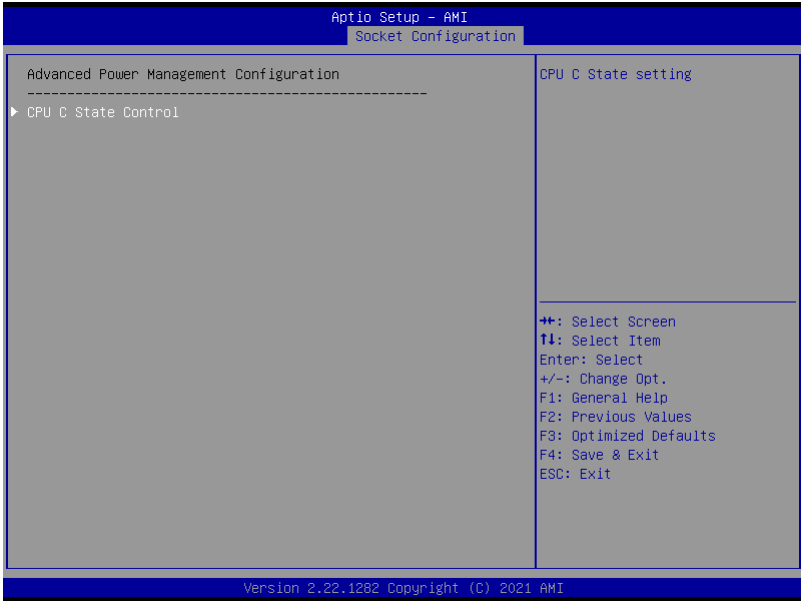 Aptio Setup – AMI
Socket Configuration
Advanced Power Management Configuration
--------------------------------------------------
▶ CPU C State Control
CPU C State setting
→←: Select Screen
↑↓: Select Item
Enter: Select
+/-: Change Opt.
F1: General Help
F2: Previous Values
F3: Optimized Defaults
F4: Save & Exit
ESC: Exit
Version 2.22.1282 Copyright (C) 2021 AMI